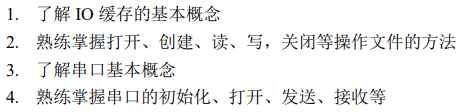 1. 了解 IO 缓存的基本概念
2. 熟练掌握打开、创建、读、写，关闭等操作文件的方法
3. 了解串口基本概念
4. 熟练掌握串口的初始化、打开、发送、接收等